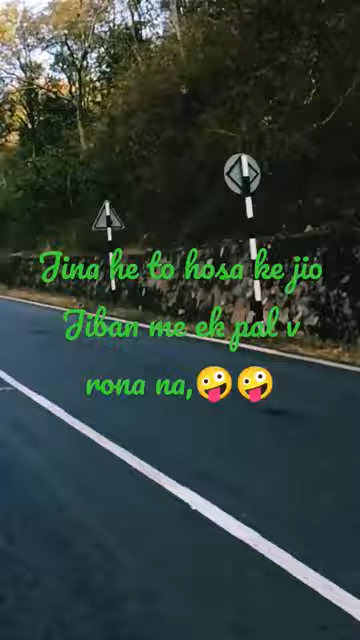 Jina he to hosa ke jio
Jiban me ek pal v
rona na,🤪🤪